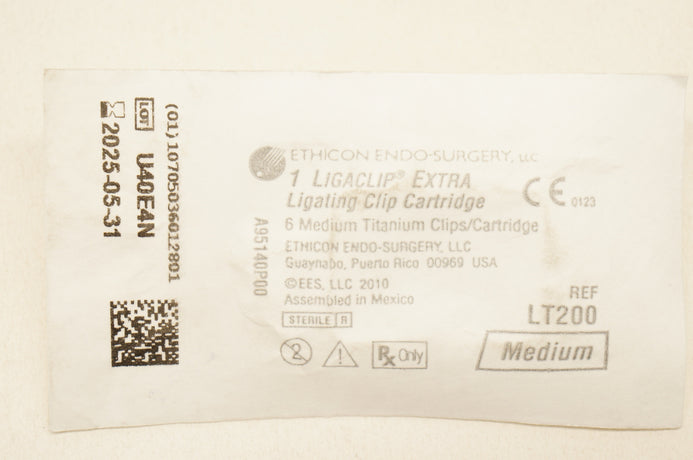 (01)10705036012801
LOT U40E4N
2025-05-31
ETHICON ENDO-SURGERY, LLC
1 LIGACLIP® EXTRA
Ligating Clip Cartridge
CE 0123
6 Medium Titanium Clips/Cartridge
ETHICON ENDO-SURGERY, LLC
Guaynabo, Puerto Rico 00969 USA
©EES, LLC 2010
Assembled in Mexico
STERILE R
2
Rx Only
A95140P00
REF
LT200
Medium